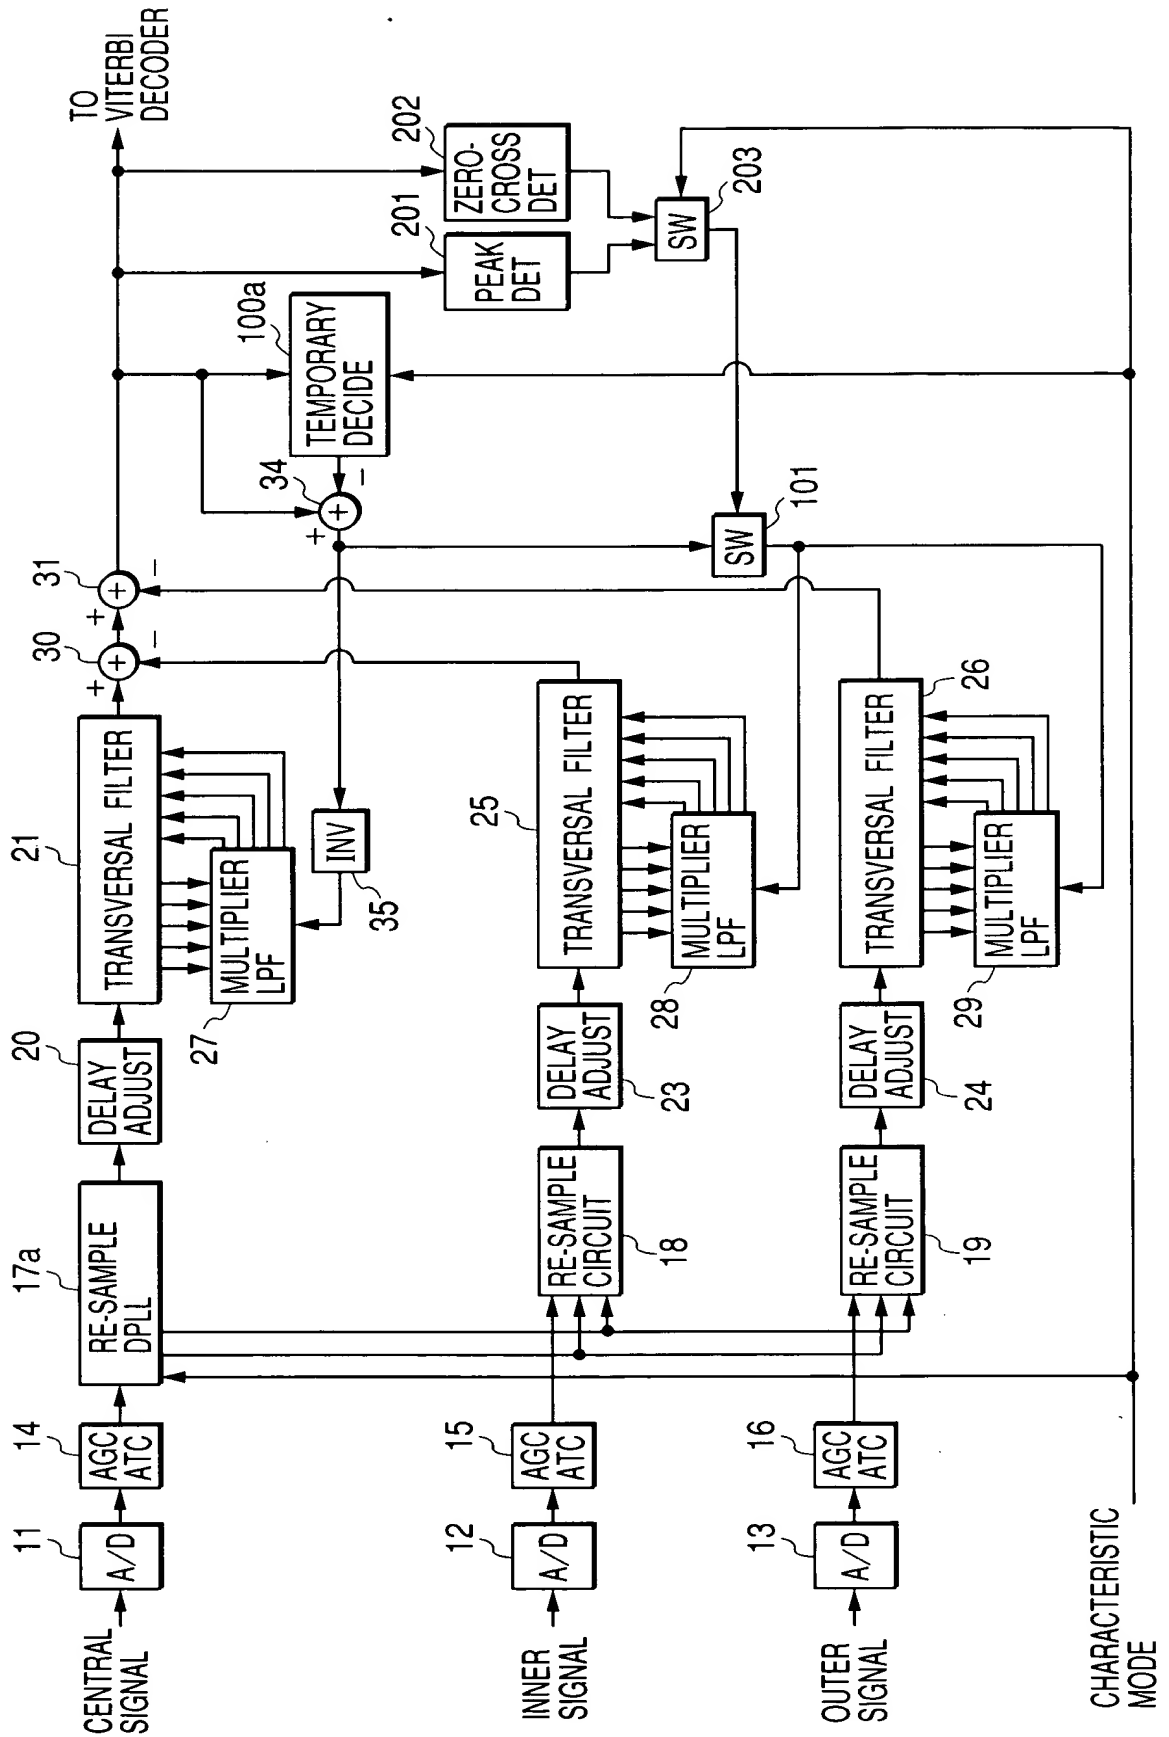 CENTRAL
SIGNAL
11
A/D
14
AGC
ATC
17a
RE-SAMPLE
DPLL
20
DELAY
ADJUST
21
TRANSVERSAL FILTER
27
MULTIPLIER
LPF
35
INV
30
+
+
−
31
+
+
−
TO
VITERBI
DECODER
34
+
+
−
100a
TEMPORARY
DECIDE
201
PEAK
DET
202
ZERO-
CROSS
DET
SW
203
SW
101
INNER
SIGNAL
12
A/D
15
AGC
ATC
RE-SAMPLE
CIRCUIT
18
DELAY
ADJUST
23
25
TRANSVERSAL FILTER
MULTIPLIER
LPF
28
OUTER
SIGNAL
13
A/D
16
AGC
ATC
RE-SAMPLE
CIRCUIT
19
DELAY
ADJUST
24
TRANSVERSAL FILTER
26
MULTIPLIER
LPF
29
CHARACTERISTIC
MODE